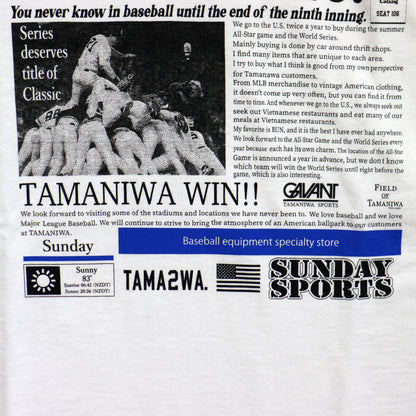 You never know in baseball until the end of the ninth inning.
Catalog
SEAT 106
Series
deserves
title of
Classic
We go to the U.S. twice a year to buy during the summer
All-Star game and the World Series.
Mainly buying is done by car around thrift shops.
I find many items that are unique to each area.
I try to buy what I think is good from my own perspective
for Tamanawa customers.
From MLB merchandise to vintage American clothing,
it doesn't come up very often, but you can find it from
time to time. And whenever we go to the U.S., we always seek
out seek out Vietnamese restaurants and eat many of our
meals at Vietnamese restaurants.
My favorite is BUN, and it is the best I have ever had anywhere.
We look forward to the All-Star Game and the World Series every
year because each has its own charm. The location of the All-Star
Game is announced a year in advance, but we don't know
which team will win the World Series until right before the
game, which is also interesting.
TAMANIWA WIN!!
GAVANT
TAMANIWA SPORTS
FIELD
OF
TAMANIWA
We look forward to visiting some of the stadiums and locations we have never been to. We love baseball and we love
Major League Baseball. We will continue to strive to bring the atmosphere of an American ballpark to our customers
at TAMANIWA.
Sunday
Baseball equipment specialty store
Sunny
83°
Sunrise 06:42 (NZDT)
Sunset 20:26 (NZDT)
TAMA2WA.
SUNDAY
SPORTS